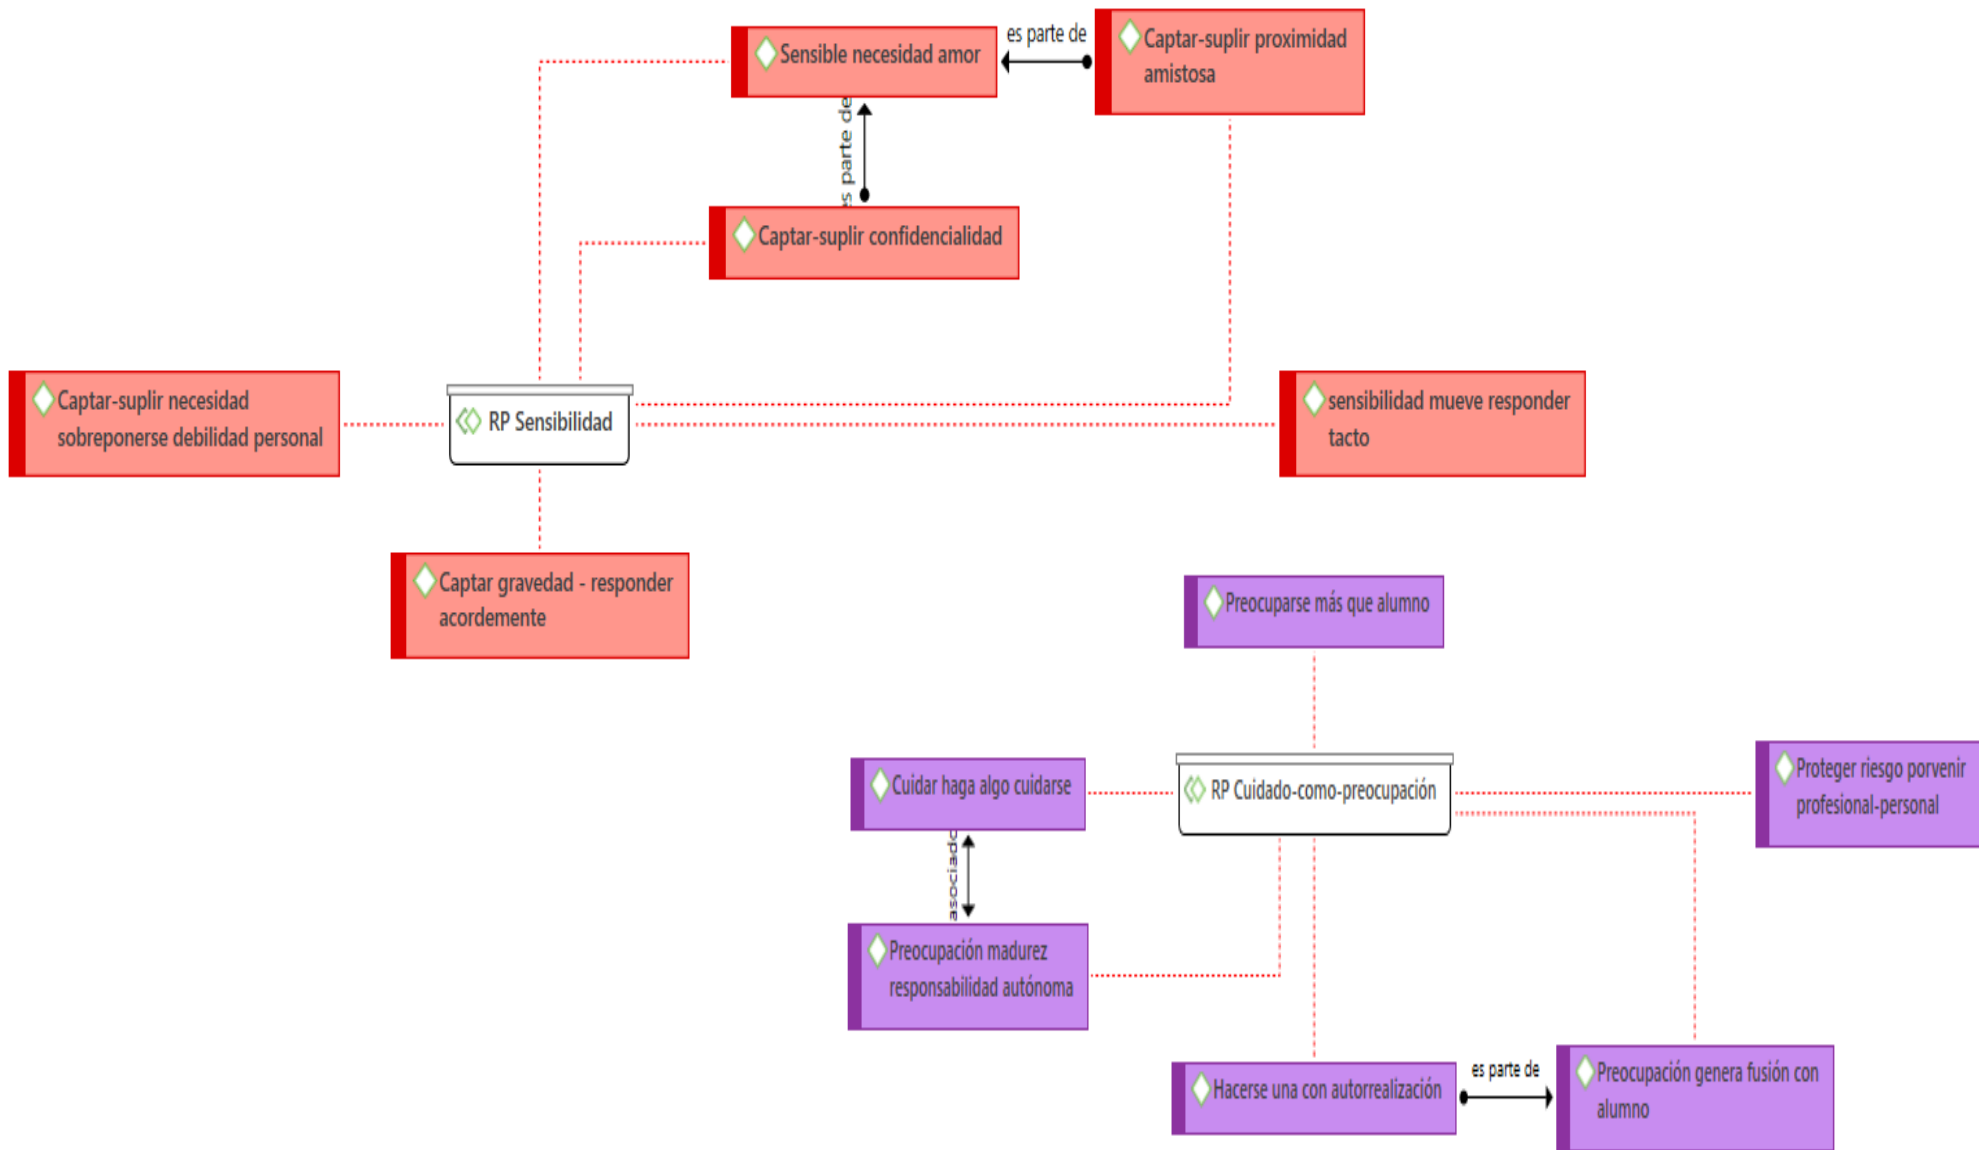 Sensible necesidad amor
es parte de
Captar-suplir proximidad
amistosa
es parte de
Captar-suplir confidencialidad
Captar-suplir necesidad
sobreponerse debilidad personal
RP Sensibilidad
sensibilidad mueve responder
tacto
Captar gravedad - responder
acordemente
Preocuparse más que alumno
Cuidar haga algo cuidarse
RP Cuidado-como-preocupación
Proteger riesgo porvenir
profesional-personal
asociado
Preocupación madurez
responsabilidad autónoma
Hacerse una con autorrealización
es parte de
Preocupación genera fusión con
alumno